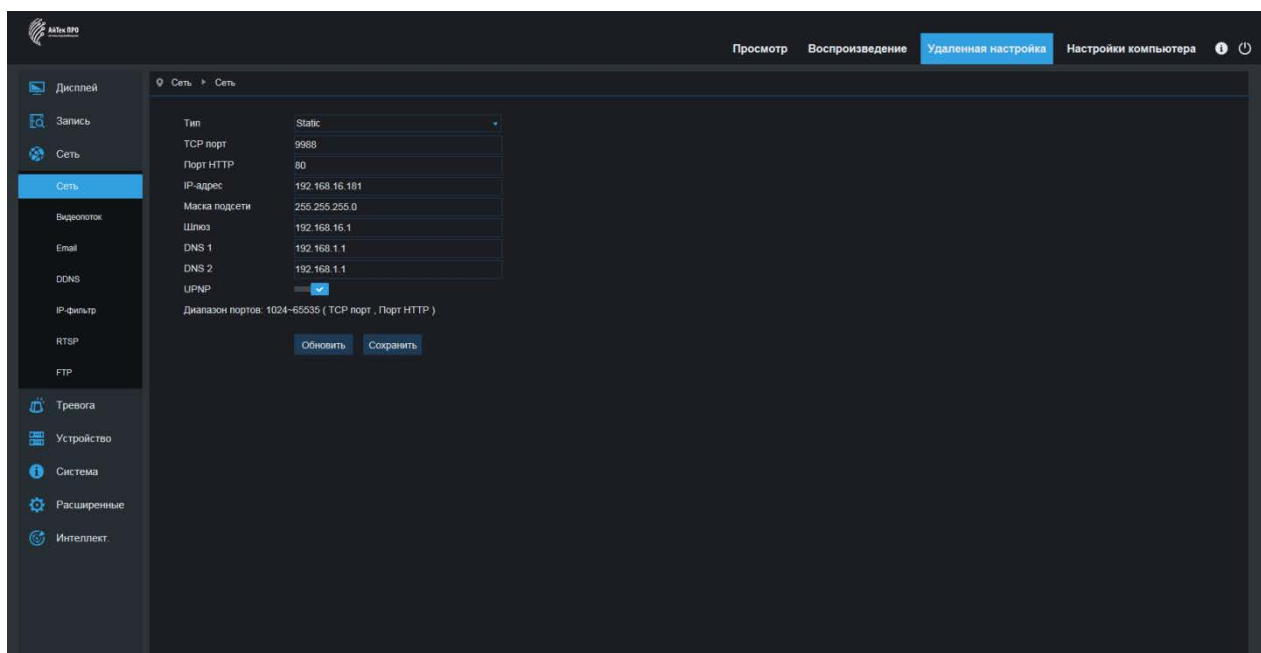 АйТек ПРО
Просмотр Воспроизведение Удаленная настройка Настройки компьютера
Дисплей
Запись
Сеть
Сеть
Видеопоток
Email
DDNS
IP-фильтр
RTSP
FTP
Тревога
Устройство
Система
Расширенные
Интеллект.
Сеть Сеть
Тип Static
TCP порт 9988
Порт HTTP 80
IP-адрес 192.168.16.181
Маска подсети 255.255.255.0
Шлюз 192.168.16.1
DNS 1 192.168.1.1
DNS 2 192.168.1.1
UPNP
Диапазон портов: 1024~65535 ( TCP порт , Порт HTTP )
Обновить Сохранить